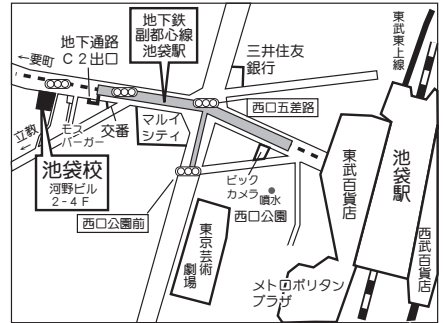 ←要町
地下通路
C2出口
地下鉄
副都心線
池袋駅
三井住友
銀行
東武東上線
西口五差路
立教
モス
バーガー
交番
マルイ
シティ
池袋校
河野ビル
2-4F
西口公園前
ビック
カメラ
噴水
西口公園
東京芸術
劇場
東武百貨店
池袋駅
西武百貨店
メトロポリタン
プラザ